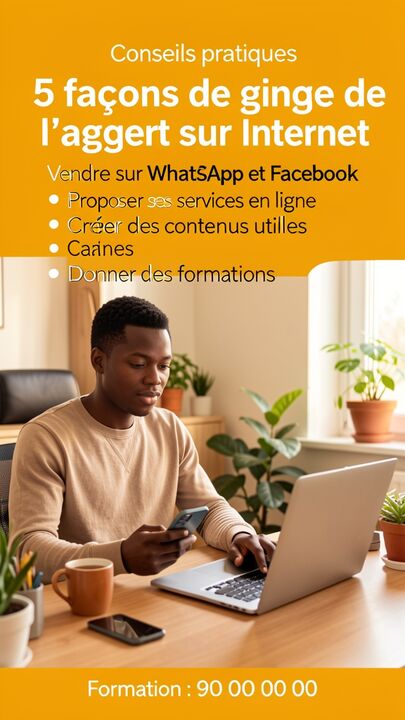 Conseils pratiques
5 façons de ginge de
l'aggert sur Internet
Vendre sur WhatsApp et Facebook
• Proposer ses services en ligne
• Créer des contenus utilles
• Caines
• Donner des formations
Formation : 90 00 00 00